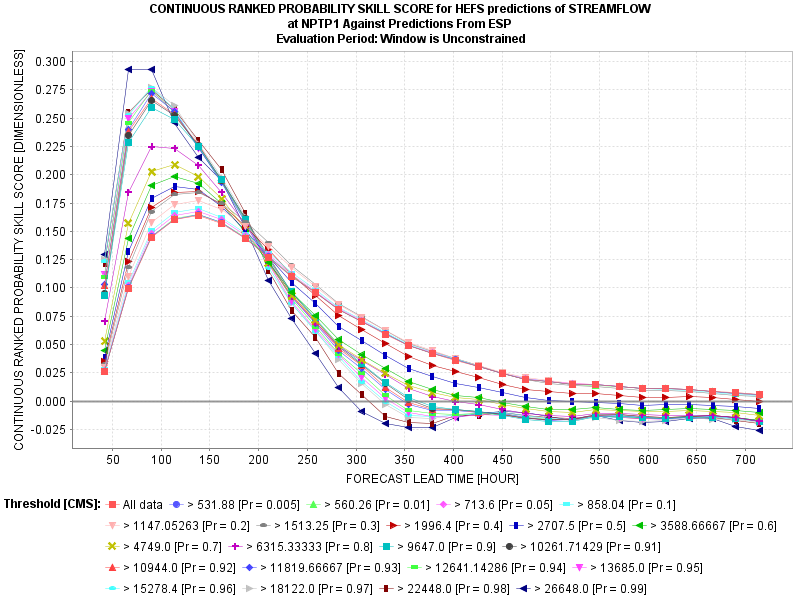 CONTINUOUS RANKED PROBABILITY SKILL SCORE for HEFS predictions of STREAMFLOW
at NPTP1 Against Predictions From ESP
Evaluation Period: Window is Unconstrained
CONTINUOUS RANKED PROBABILITY SKILL SCORE [DIMENSIONLESS]
0.300
0.275
0.250
0.225
0.200
0.175
0.150
0.125
0.100
0.075
0.050
0.025
0.000
-0.025
50 100 150 200 250 300 350 400 450 500 550 600 650 700
FORECAST LEAD TIME [HOUR]
Threshold [CMS]: All data > 531.88 [Pr = 0.005] > 560.26 [Pr = 0.01] > 713.6 [Pr = 0.05] > 858.04 [Pr = 0.1]
> 1147.05263 [Pr = 0.2] > 1513.25 [Pr = 0.3] > 1996.4 [Pr = 0.4] > 2707.5 [Pr = 0.5] > 3588.66667 [Pr = 0.6]
> 4749.0 [Pr = 0.7] > 6315.33333 [Pr = 0.8] > 9647.0 [Pr = 0.9] > 10261.71429 [Pr = 0.91]
> 10944.0 [Pr = 0.92] > 11819.66667 [Pr = 0.93] > 12641.14286 [Pr = 0.94] > 13685.0 [Pr = 0.95]
> 15278.4 [Pr = 0.96] > 18122.0 [Pr = 0.97] > 22448.0 [Pr = 0.98] > 26648.0 [Pr = 0.99]